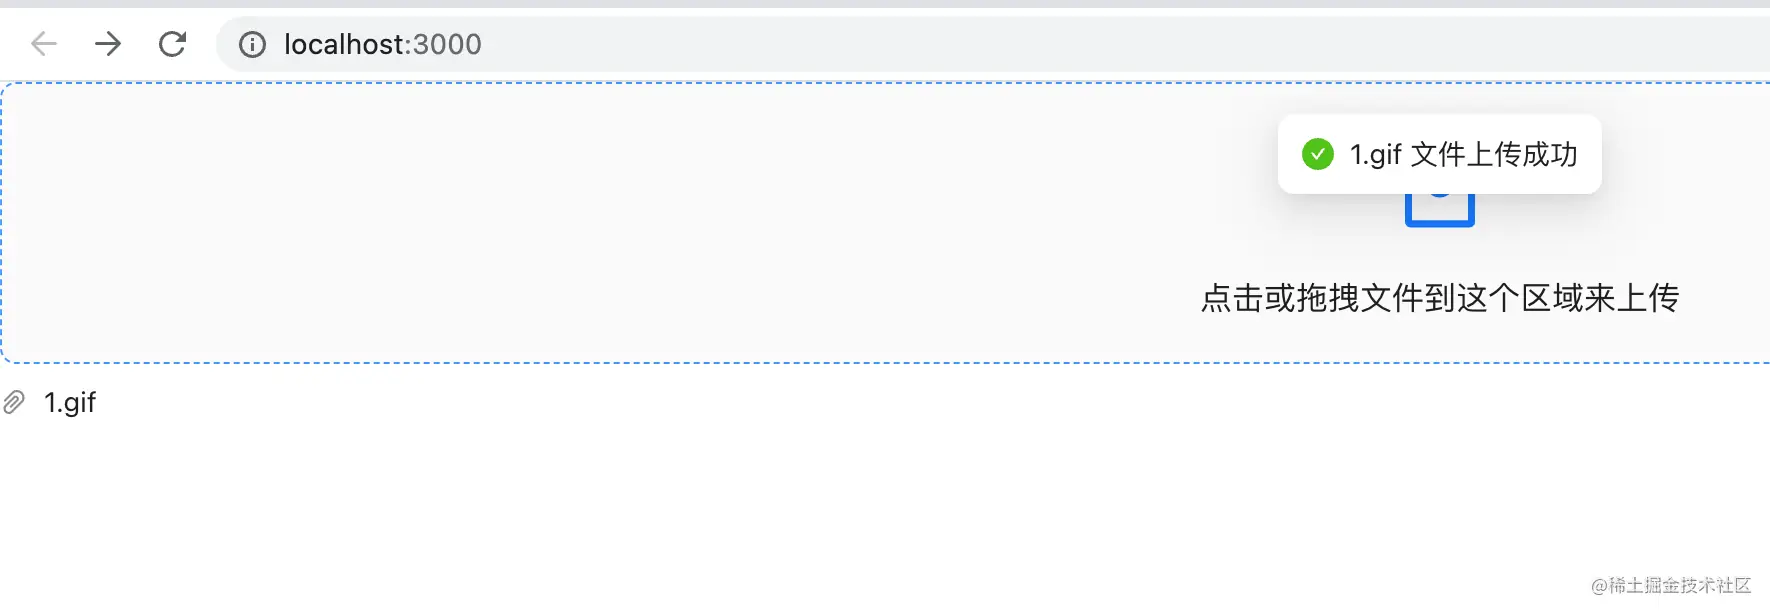 localhost:3000
1.gif 文件上传成功
点击或拖拽文件到这个区域来上传
1.gif
@稀土掘金技术社区